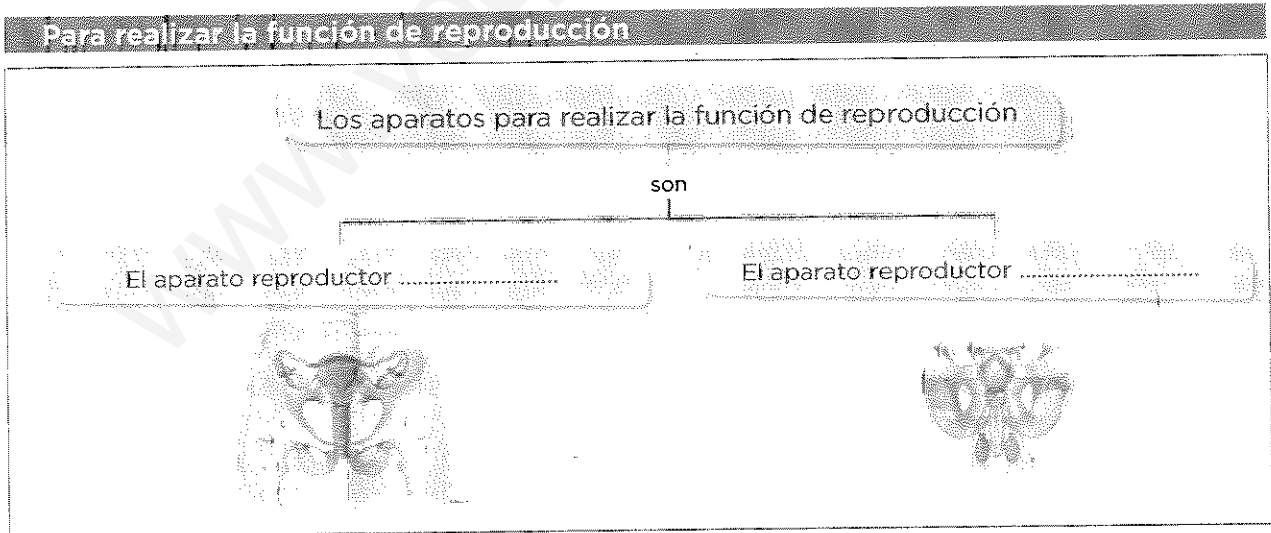 Para realizar la función de reproducción
Los aparatos para realizar la función de reproducción
son
El aparato reproductor ........................
El aparato reproductor ...........................